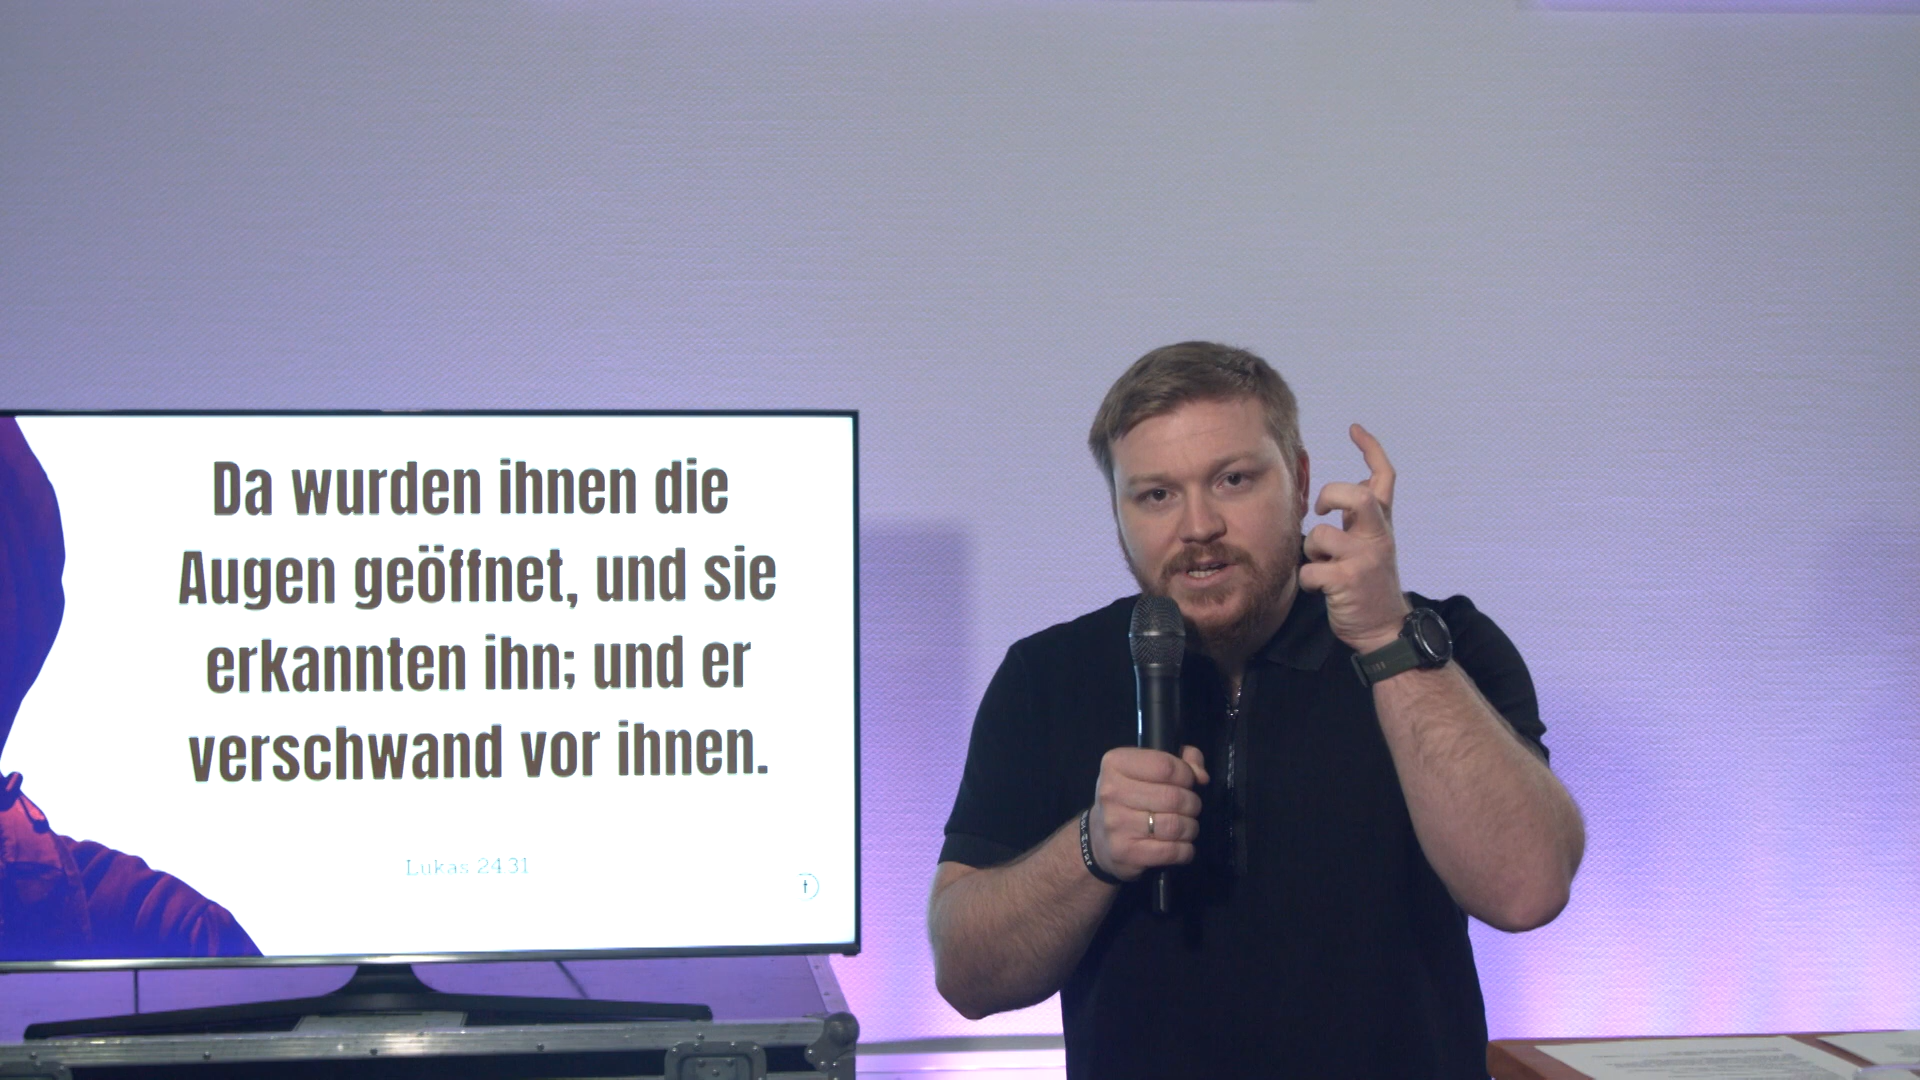 Da wurden ihnen die
Augen geöffnet, und sie
erkannten ihn; und er
verschwand vor ihnen.
Lukas 24.31